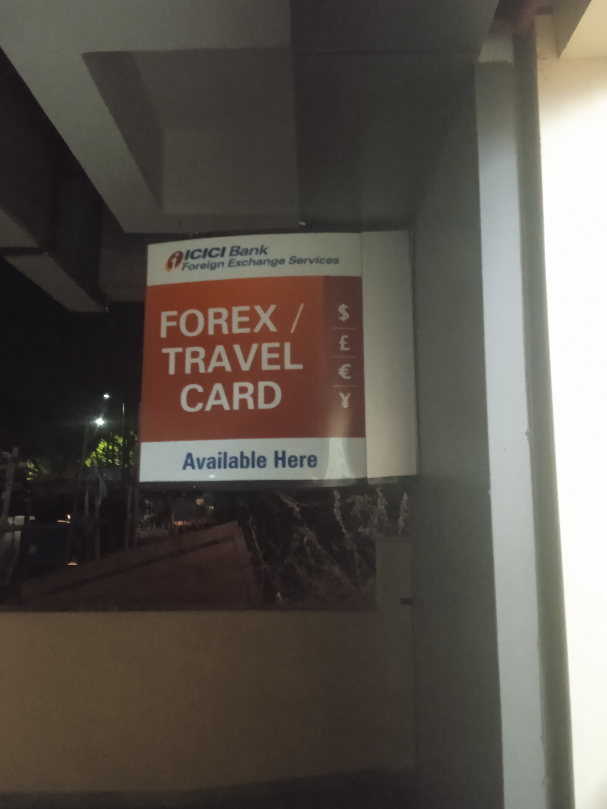 ICICI Bank
Foreign Exchange Services
FOREX /
TRAVEL
CARD
$
£
€
¥
Available Here